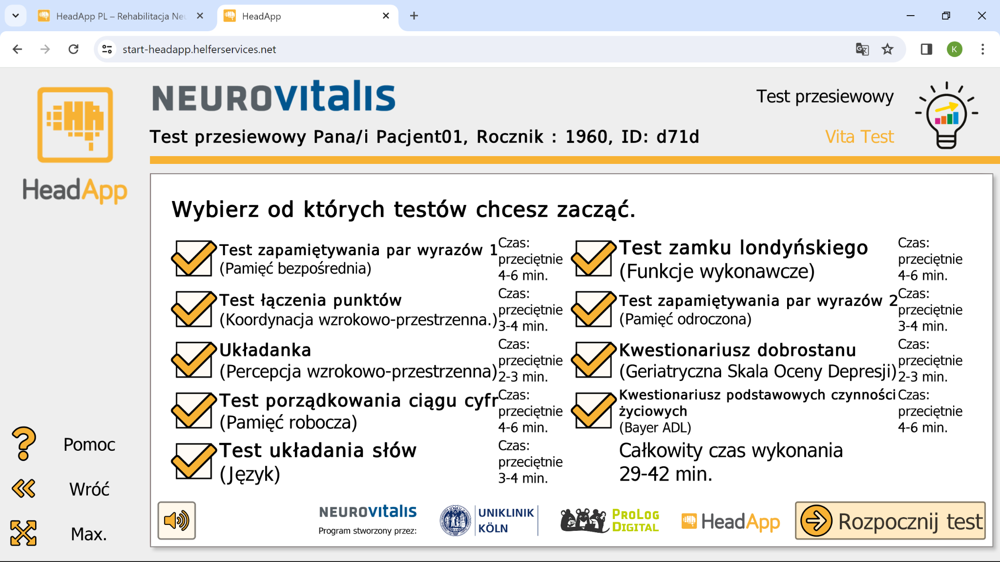 HeadApp PL – Rehabilitacja Neu
HeadApp
start-headapp.helferservices.net
K
NEUROvitalis
Test przesiewowy
Test przesiewowy Pana/i Pacjent01, Rocznik : 1960, ID: d71d
Vita Test
HeadApp
Wybierz od których testów chcesz zacząć.
Test zapamiętywania par wyrazów 1
(Pamięć bezpośrednia)
Czas:
przeciętnie
4-6 min.
Test zamku londyńskiego
(Funkcje wykonawcze)
Czas:
przeciętnie
4-6 min.
Test łączenia punktów
(Koordynacja wzrokowo-przestrzenna.)
Czas:
przeciętnie
3-4 min.
Test zapamiętywania par wyrazów 2
(Pamięć odroczona)
Czas:
przeciętnie
3-4 min.
Układanka
(Percepcja wzrokowo-przestrzenna)
Czas:
przeciętnie
2-3 min.
Kwestionariusz dobrostanu
(Geriatryczna Skala Oceny Depresji)
Czas:
przeciętnie
2-3 min.
Test porządkowania ciągu cyfr
(Pamięć robocza)
Czas:
przeciętnie
4-6 min.
Kwestionariusz podstawowych czynności
życiowych
(Bayer ADL)
Czas:
przeciętnie
4-6 min.
Test układania słów
(Język)
Czas:
przeciętnie
3-4 min.
Całkowity czas wykonania
29-42 min.
Pomoc
Wróć
Max.
NEUROvitalis
Program stworzony przez:
UNIKLINIK
KÖLN
PROLOG
DIGITAL
HeadApp
Rozpocznij test